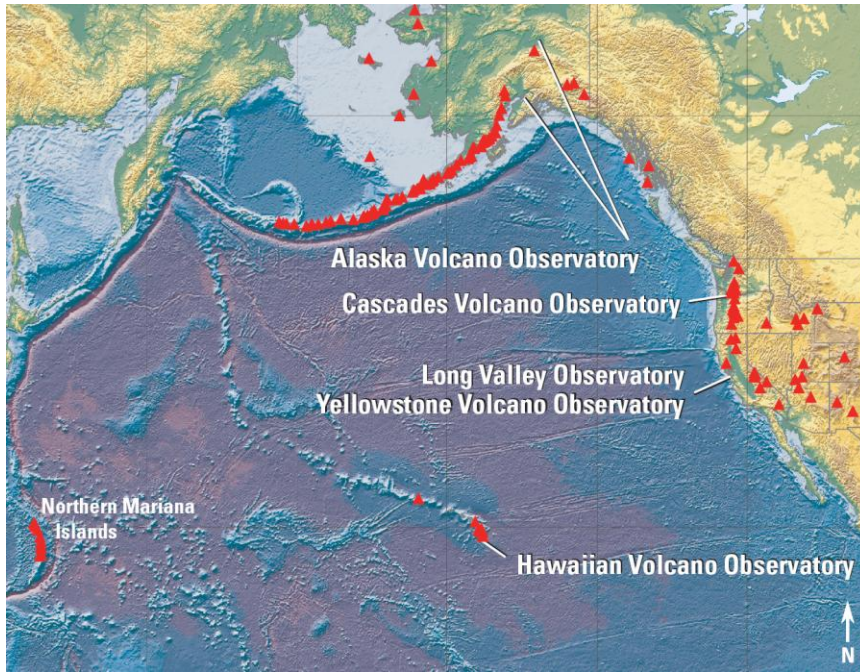 Alaska Volcano Observatory
Cascades Volcano Observatory
Long Valley Observatory
Yellowstone Volcano Observatory
Northern Mariana
Islands
Hawaiian Volcano Observatory
N